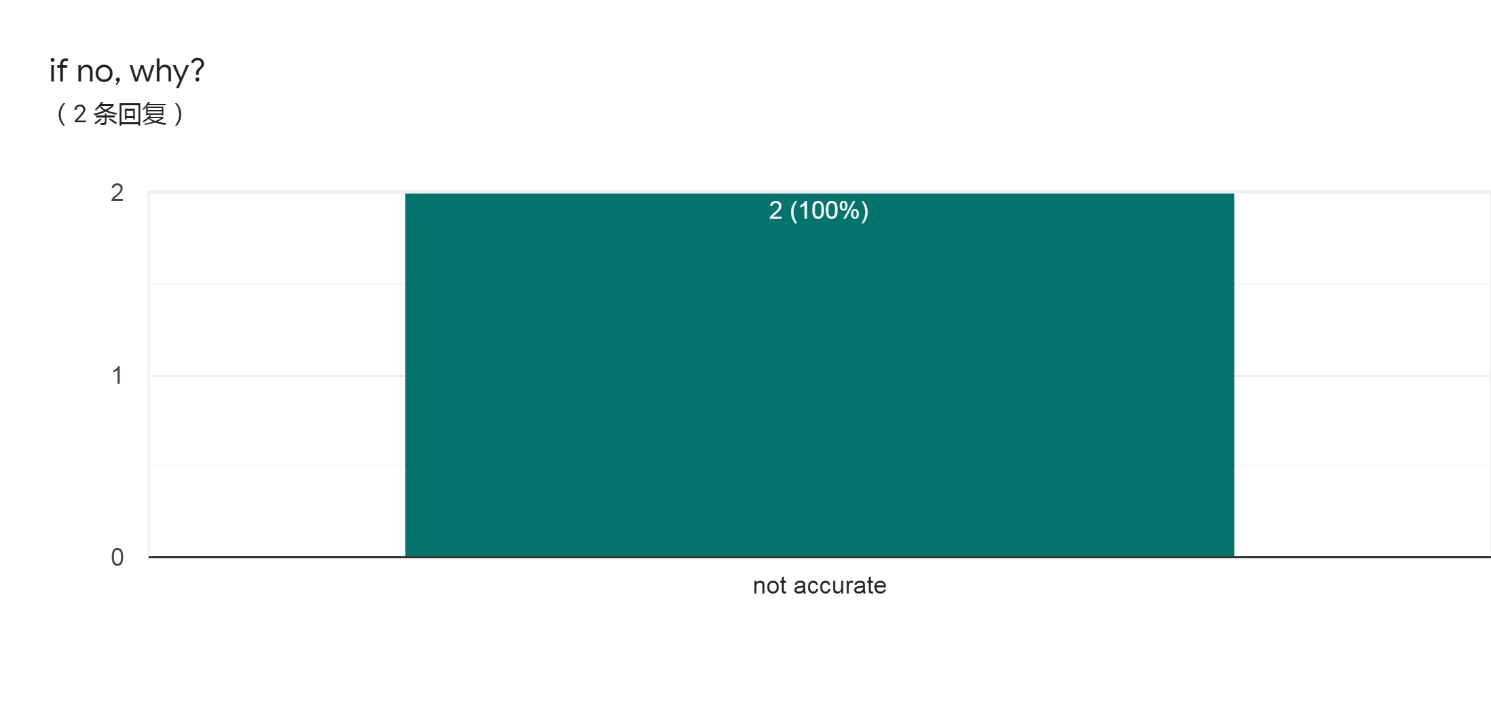 if no, why?
（2 条回复）
2
2 (100%)
1
0
not accurate